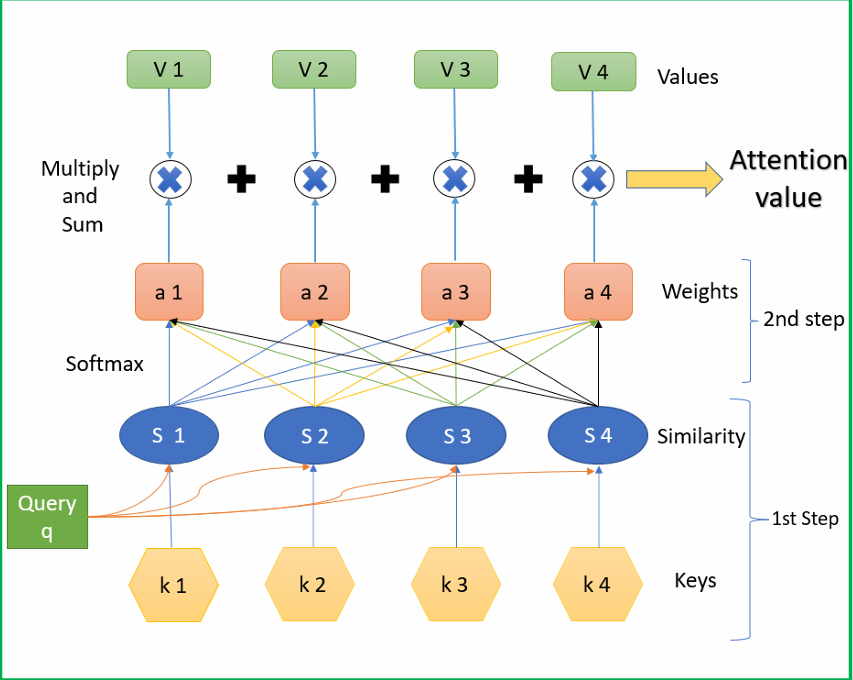 V 1
V 2
V 3
V 4
Values
Multiply
and
Sum
Attention
value
a 1
a 2
a 3
a 4
Weights
2nd step
Softmax
S 1
S 2
S 3
S 4
Similarity
Query
q
1st Step
k 1
k 2
k 3
k 4
Keys